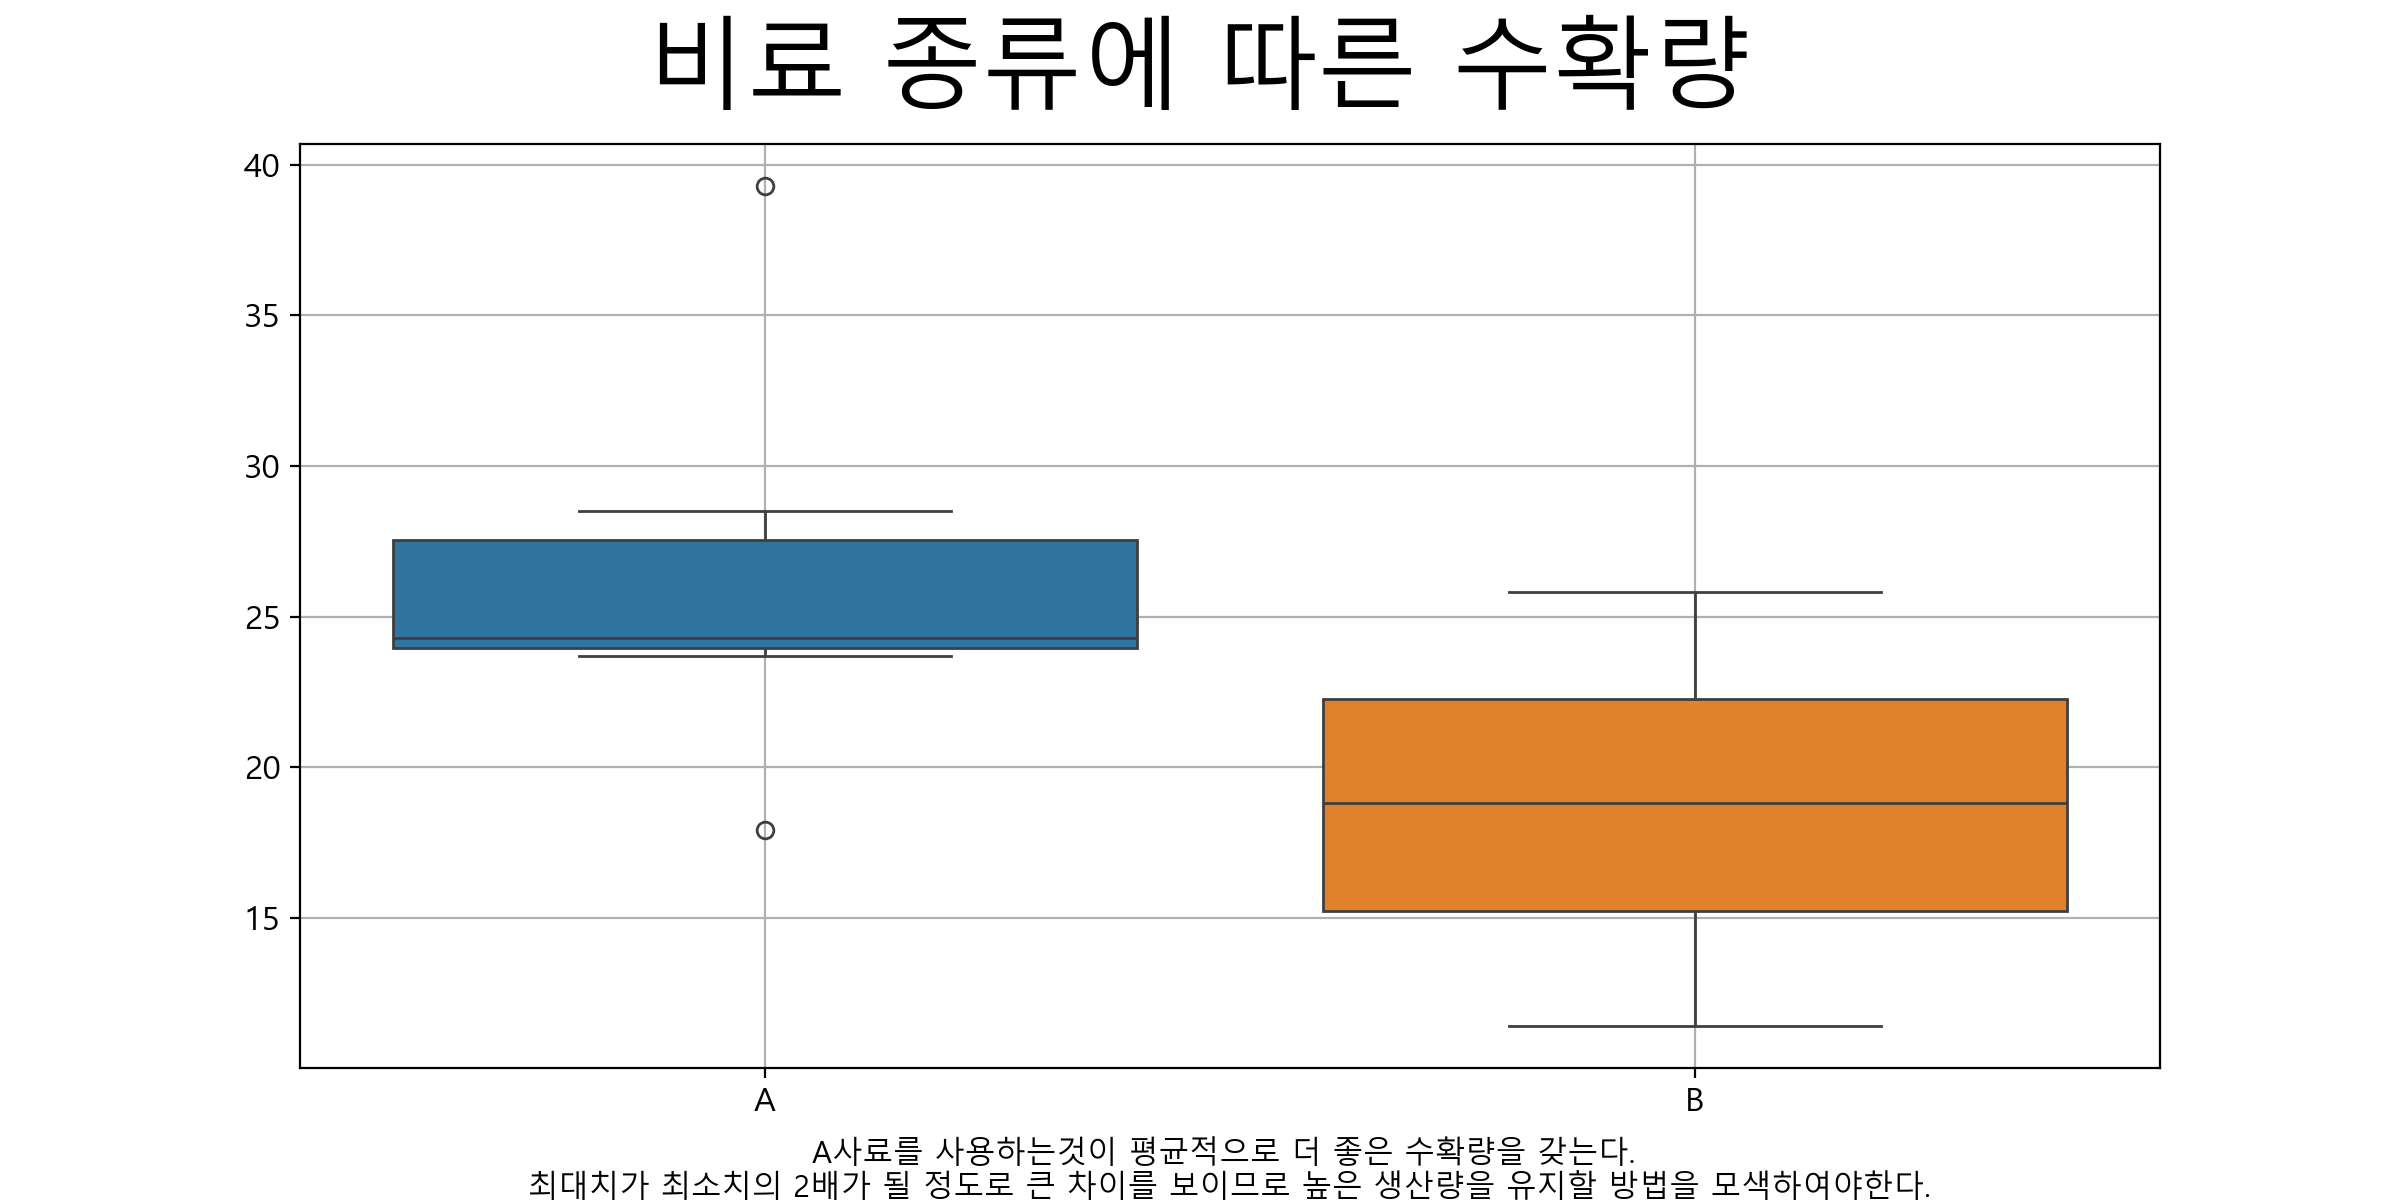 비료 종류에 따른 수확량
40
35
30
25
20
15
A
B
A사료를 사용하는것이 평균적으로 더 좋은 수확량을 갖는다.
최대치가 최소치의 2배가 될 정도로 큰 차이를 보이므로 높은 생산량을 유지할 방법을 모색하여야한다.